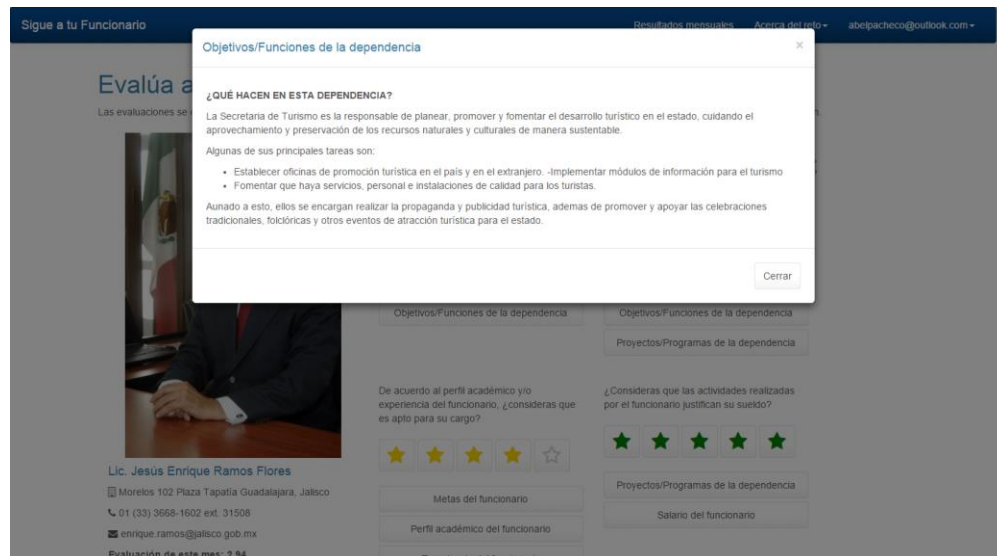 Sigue a tu Funcionario
Resultados mensuales Acerca del reto abelpacheco@outlook.com
Objetivos/Funciones de la dependencia
×
Evalúa a
Las evaluaciones se
¿QUÉ HACEN EN ESTA DEPENDENCIA?
La Secretaria de Turismo es la responsable de planear, promover y fomentar el desarrollo turístico en el estado, cuidando el
aprovechamiento y preservación de los recursos naturales y culturales de manera sustentable.
Algunas de sus principales tareas son:
• Establecer oficinas de promoción turística en el país y en el extranjero. -Implementar módulos de información para el turismo
• Fomentar que haya servicios, personal e instalaciones de calidad para los turistas.
Aunado a esto, ellos se encargan realizar la propaganda y publicidad turística, ademas de promover y apoyar las celebraciones
tradicionales, folclóricas y otros eventos de atracción turística para el estado.
Cerrar
Objetivos/Funciones de la dependencia
Objetivos/Funciones de la dependencia
Proyectos/Programas de la dependencia
De acuerdo al perfil académico y/o
experiencia del funcionario, ¿consideras que
es apto para su cargo?
¿Consideras que las actividades realizadas
por el funcionario justifican su sueldo?
Metas del funcionario
Perfil académico del funcionario
Proyectos/Programas de la dependencia
Salario del funcionario
Lic. Jesús Enrique Ramos Flores
Morelos 102 Plaza Tapatía Guadalajara, Jalisco
01 (33) 3668-1602 ext. 31508
enrique.ramos@jalisco.gob.mx
Evaluación de este mes: 2.94